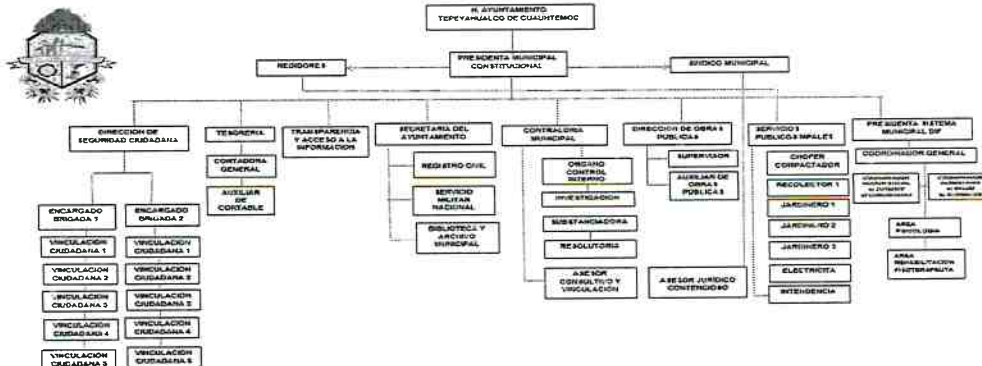 H. AYUNTAMIENTO
TEPEYAHUALCO DE CUAUHTEMOC
REGIDORES
PRESIDENTA MUNICIPAL
CONSTITUCIONAL
SINDICO MUNICIPAL
DIRECCION DE
SEGURIDAD CIUDADANA
ENCARGADO
BRIGADA 1
VINCULACION
CIUDADANA 1
VINCULACION
CIUDADANA 2
VINCULACION
CIUDADANA 3
VINCULACION
CIUDADANA 4
VINCULACION
CIUDADANA 5
ENCARGADO
BRIGADA 2
VINCULACION
CIUDADANA 1
VINCULACION
CIUDADANA 2
VINCULACION
CIUDADANA 3
VINCULACION
CIUDADANA 4
VINCULACION
CIUDADANA 5
TESORERIA
CONTADORA
GENERAL
AUXILIAR
DE
CONTABLE
TRANSPARENCIA
Y ACCESO A LA
INFORMACION
SECRETARIA DEL
AYUNTAMIENTO
REGISTRO CIVIL
SERVICIO
MILITAR
NACIONAL
BIBLIOTECA Y
ARCHIVO
MUNICIPAL
CONTRALORIA
MUNICIPAL
ORGANO
CONTROL
INTERNO
INVESTIGACION
SUBSTANCIADORA
RESOLUTORIA
ASESOR
CONSULTIVO Y
VINCULACIÓN
DIRECCION DE OBRAS
PUBLICAS
SUPERVISOR
AUXILIAR DE
OBRAS
PÚBLICAS
ASESOR JURÍDICO
CONTENCIOSO
SERVICIOS
PUBLICOS MPALES
CHOFER
COMPACTADOR
RECOLECTOR 1
JARDINERO 1
JARDINERO 2
JARDINERO 3
ELECTRICITA
INTENDENCIA
PRESIDENTA SISTEMA
MUNICIPAL DIF
COORDINADOR GENERAL
AREA
PSICOLOGIA
AREA
REHABILITACION
FISIOTERAPEUTA